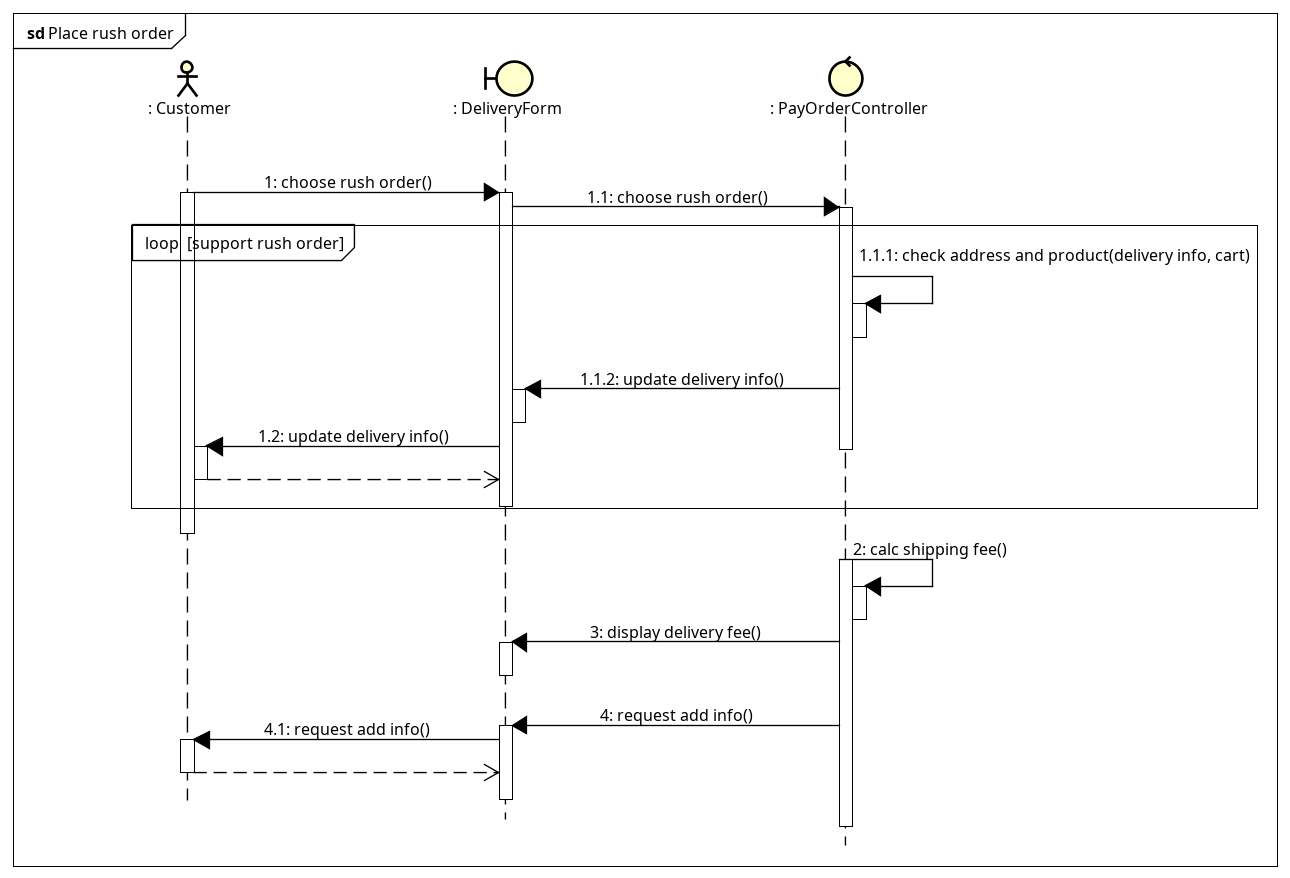 sd Place rush order
: Customer
: DeliveryForm
: PayOrderController
1: choose rush order()
1.1: choose rush order()
loop [support rush order]
1.1.1: check address and product(delivery info, cart)
1.1.2: update delivery info()
1.2: update delivery info()
2: calc shipping fee()
3: display delivery fee()
4: request add info()
4.1: request add info()